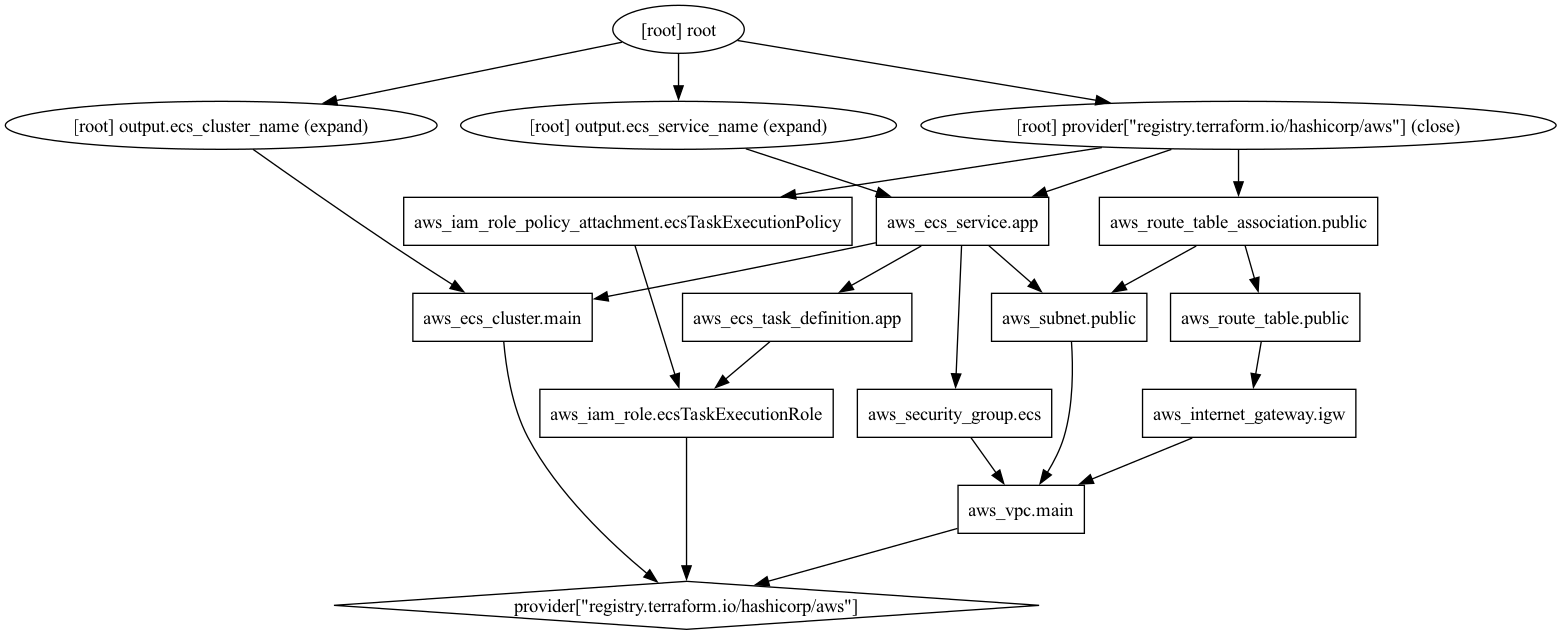 [root] root
[root] output.ecs_cluster_name (expand)
[root] output.ecs_service_name (expand)
[root] provider["registry.terraform.io/hashicorp/aws"] (close)
aws_iam_role_policy_attachment.ecsTaskExecutionPolicy
aws_ecs_service.app
aws_route_table_association.public
aws_ecs_cluster.main
aws_ecs_task_definition.app
aws_subnet.public
aws_route_table.public
aws_iam_role.ecsTaskExecutionRole
aws_security_group.ecs
aws_internet_gateway.igw
aws_vpc.main
provider["registry.terraform.io/hashicorp/aws"]